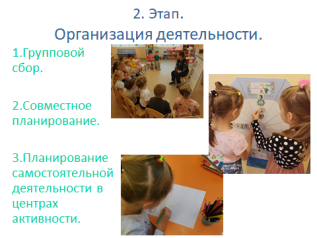 2. Этап.
Организация деятельности.
1.Групповой
сбор.
2.Совместное
планирование.
3.Планирование
самостоятельной
деятельности в
центрах
активности.